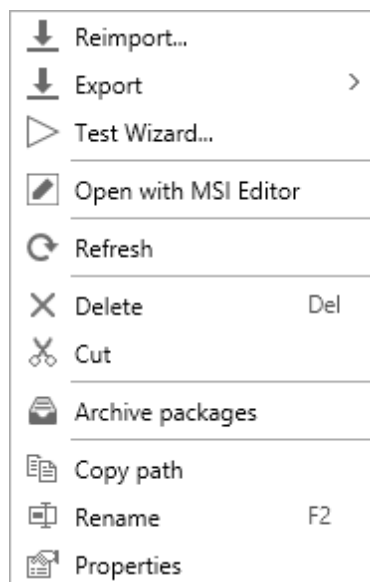 Reimport...
Export
Test Wizard...
Open with MSI Editor
Refresh
Delete Del
Cut
Archive packages
Copy path
Rename F2
Properties